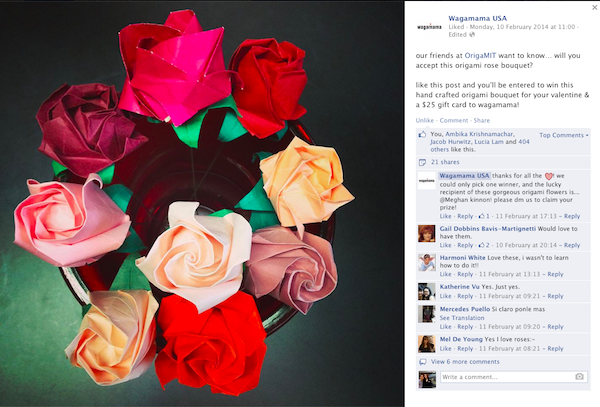 ×
wagamama
Wagamama USA
Liked · Monday, 10 February 2014 at 11:00 ·
Edited
our friends at OrigaMIT want to know... will you
accept this origami rose bouquet?
like this post and you'll be entered to win this
hand crafted origami bouquet for your valentine &
a $25 gift card to wagamama!
Unlike · Comment · Share
You, Ambika Krishnamachar,
Jacob Hurwitz, Lucia Lam and 404
others like this.
Top Comments
21 shares
wagamama
Wagamama USA thanks for all the we
could only pick one winner, and the lucky
recipient of these gorgeous origami flowers is...
@Meghan kinnon! please dm us to claim your
prize!
Like · Reply · 1 · 11 February at 17:13 – Reply
Gail Dobbins Bavis-Martignetti Would love to
have them.
Like · Reply · 2 · 10 February at 20:14 – Reply
Harmoni White Love these, i wasn't to learn
how to do it!!
Like · Reply · 11 February at 13:13 – Reply
Katherine Vu Yes. Just yes.
Like · Reply · 11 February at 09:21 – Reply
Mercedes Puello Si claro ponle mas
See Translation
Like · Reply · 11 February at 09:20 – Reply
Mel De Young Yes I love roses:-
Like · Reply · 11 February at 08:21 – Reply
View 6 more comments
Write a comment...